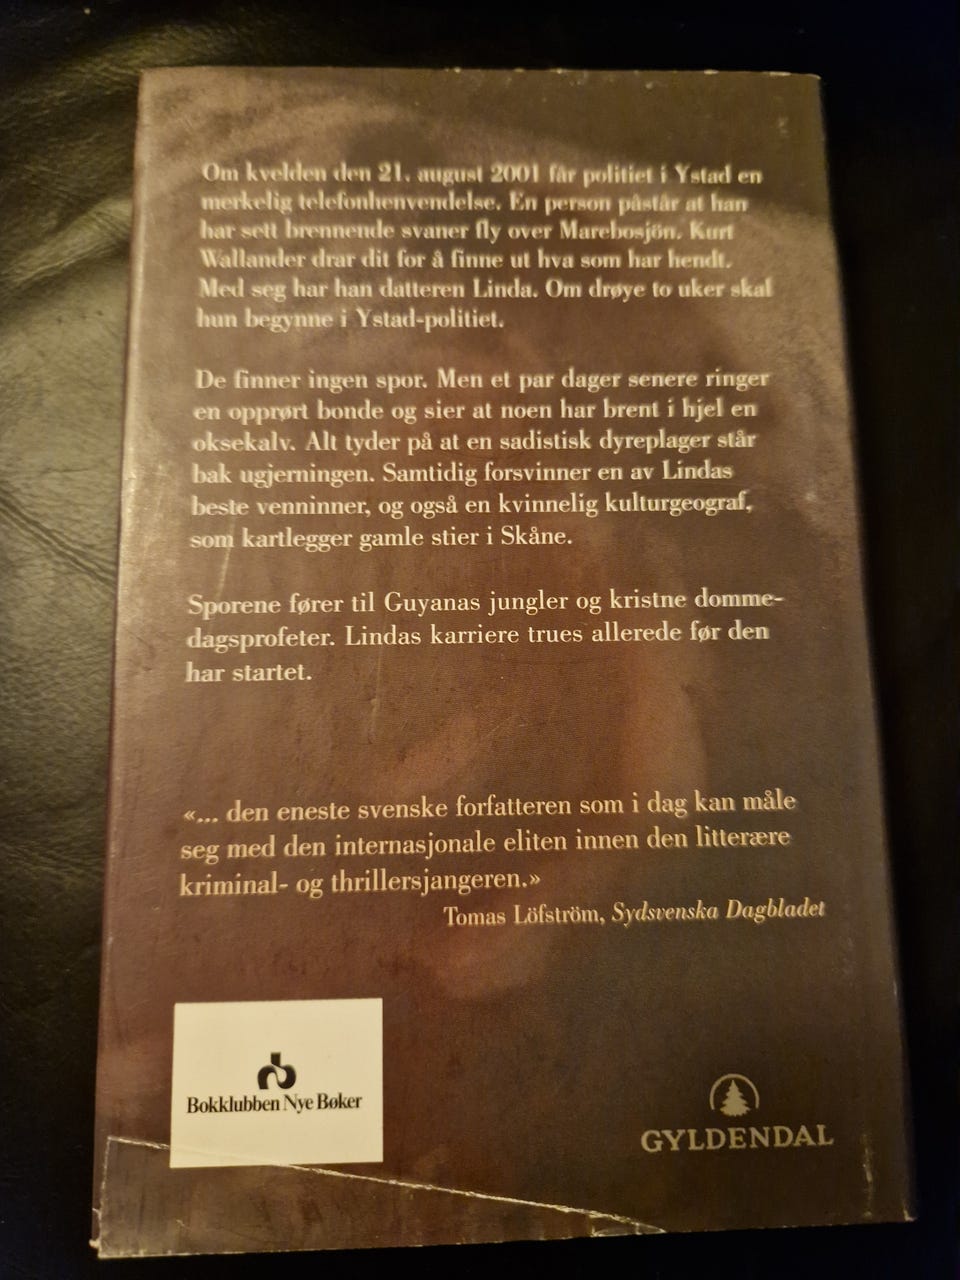 Om kvelden den 21. august 2001 får politiet i Ystad en
merkelig telefonhenvendelse. En person påstår at han
har sett brennende svaner fly over Marebosjön. Kurt
Wallander drar dit for å finne ut hva som har hendt.
Med seg har han datteren Linda. Om drøye to uker skal
hun begynne i Ystad-politiet.
De finner ingen spor. Men et par dager senere ringer
en opprørt bonde og sier at noen har brent i hjel en
oksekalv. Alt tyder på at en sadistisk dyreplager står
bak ugjerningen. Samtidig forsvinner en av Lindas
beste venninner, og også en kvinnelig kulturgeograf,
som kartlegger gamle stier i Skåne.
Sporene fører til Guyanas jungler og kristne domme-
dagsprofeter. Lindas karriere trues allerede før den
har startet.
«... den eneste svenske forfatteren som i dag kan måle
seg med den internasjonale eliten innen den litterære
kriminal- og thrillersjangeren.»
Tomas Löfström, Sydsvenska Dagbladet
Bokklubben Nye Bøker
GYLDENDAL